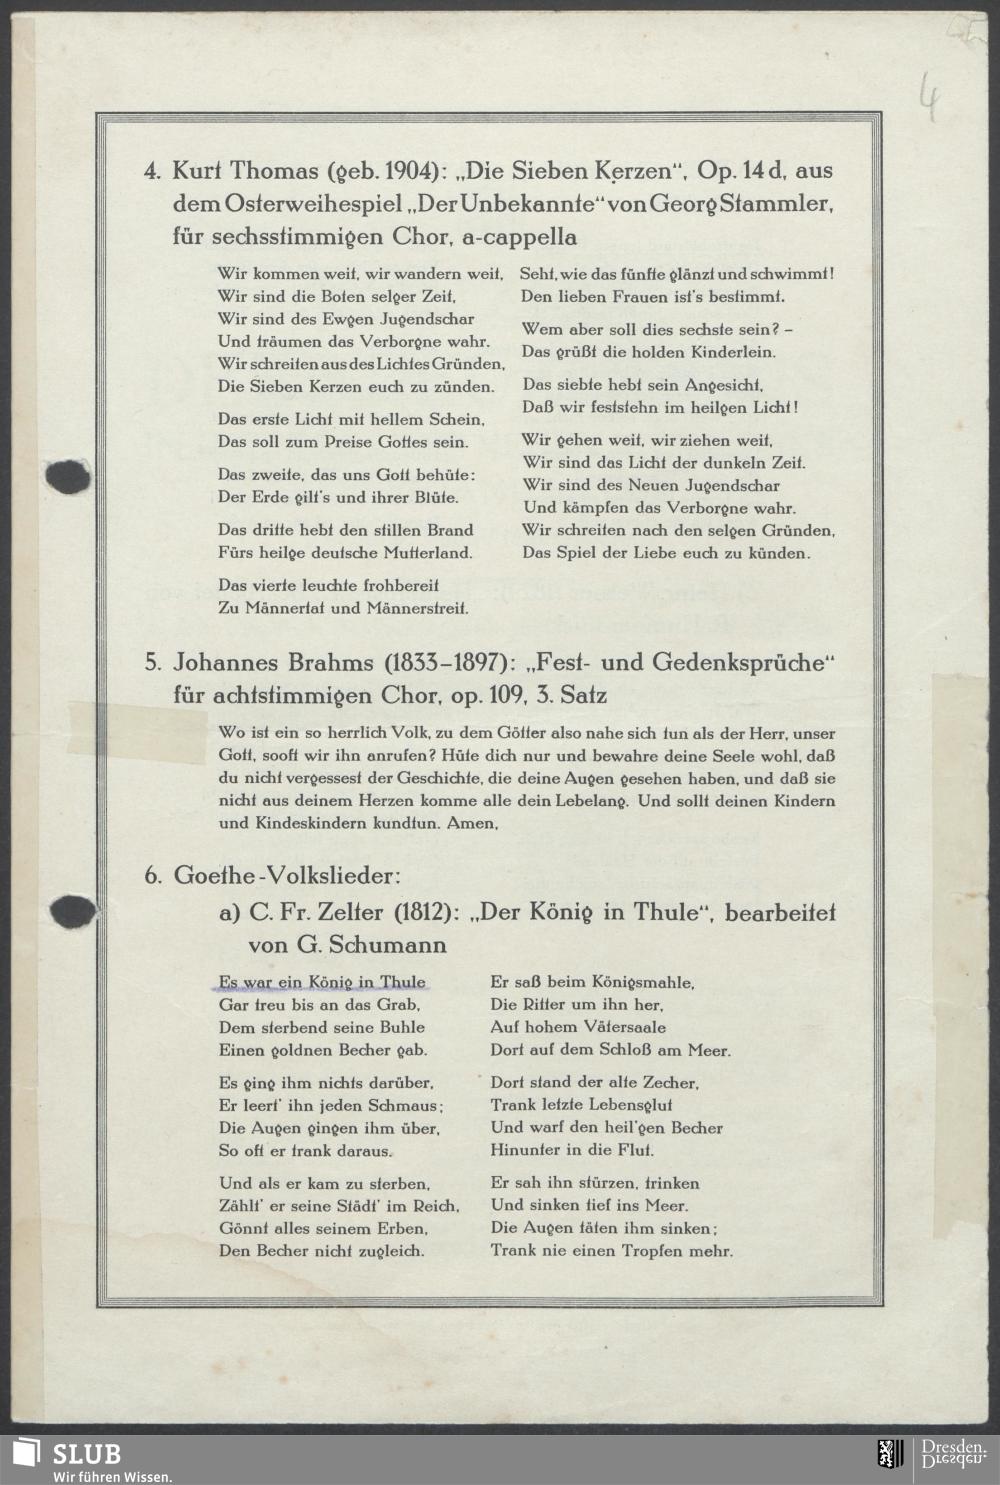 4
4. Kurt Thomas (geb. 1904): „Die Sieben Kerzen“, Op. 14 d, aus
dem Osterweihespiel „Der Unbekannte“ von Georg Stammler,
für sechsstimmigen Chor, a-cappella
Wir kommen weit, wir wandern weit,
Wir sind die Boten selger Zeit,
Wir sind des Ewgen Jugendschar
Und träumen das Verborgne wahr.
Wir schreiten aus des Lichtes Gründen,
Die Sieben Kerzen euch zu zünden.
Das erste Licht mit hellem Schein,
Das soll zum Preise Gottes sein.
Das zweite, das uns Gott behüte:
Der Erde gilt's und ihrer Blüte.
Das dritte hebt den stillen Brand
Fürs heilge deutsche Mutterland.
Das vierte leuchte frohbereit
Zu Männertat und Männerstreit.
Seht, wie das fünfte glänzt und schwimmt!
Den lieben Frauen ist's bestimmt.
Wem aber soll dies sechste sein? –
Das grüßt die holden Kinderlein.
Das siebte hebt sein Angesicht,
Daß wir feststehn im heilgen Licht!
Wir gehen weit, wir ziehen weit,
Wir sind das Licht der dunkeln Zeit.
Wir sind des Neuen Jugendschar
Und kämpfen das Verborgne wahr.
Wir schreiten nach den selgen Gründen,
Das Spiel der Liebe euch zu künden.
5. Johannes Brahms (1833–1897): „Fest- und Gedenksprüche“
für achtstimmigen Chor, op. 109, 3. Satz
Wo ist ein so herrlich Volk, zu dem Götter also nahe sich tun als der Herr, unser
Gott, sooft wir ihn anrufen? Hüte dich nur und bewahre deine Seele wohl, daß
du nicht vergessest der Geschichte, die deine Augen gesehen haben, und daß sie
nicht aus deinem Herzen komme alle dein Lebelang. Und sollt deinen Kindern
und Kindeskindern kundtun. Amen,
6. Goethe-Volkslieder:
a) C. Fr. Zelter (1812): „Der König in Thule“, bearbeitet
von G. Schumann
Es war ein König in Thule
Gar treu bis an das Grab,
Dem sterbend seine Buhle
Einen goldnen Becher gab.
Es ging ihm nichts darüber,
Er leert' ihn jeden Schmaus;
Die Augen gingen ihm über,
So oft er trank daraus.
Und als er kam zu sterben,
Zählt' er seine Städt' im Reich,
Gönnt alles seinem Erben,
Den Becher nicht zugleich.
Er saß beim Königsmahle,
Die Ritter um ihn her,
Auf hohem Vätersaale
Dort auf dem Schloß am Meer.
Dort stand der alte Zecher,
Trank letzte Lebensglut
Und warf den heil'gen Becher
Hinunter in die Flut.
Er sah ihn stürzen, trinken
Und sinken tief ins Meer.
Die Augen täten ihm sinken;
Trank nie einen Tropfen mehr.
SLUB
Wir führen Wissen.
Dresden.
Dresden.